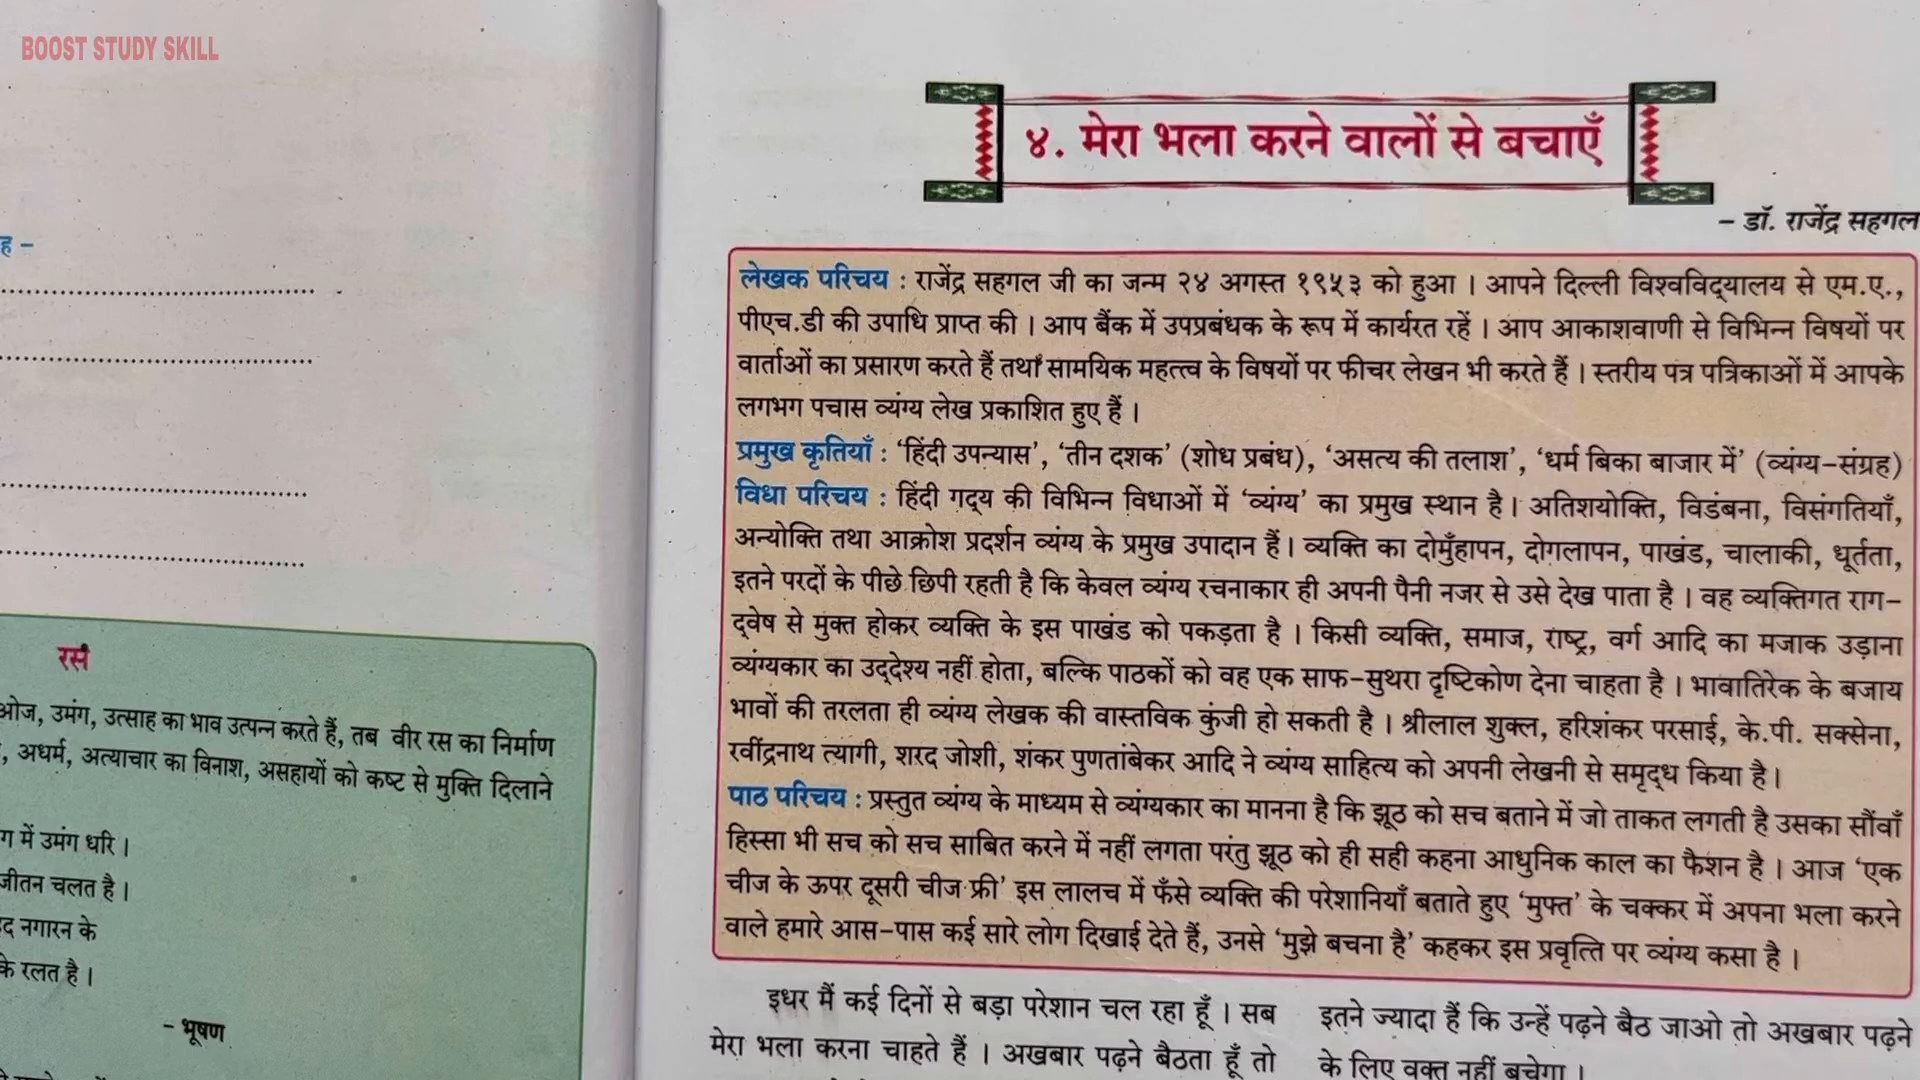 BOOST STUDY SKILL
ह –
रस
ओज, उमंग, उत्साह का भाव उत्पन्न करते हैं, तब वीर रस का निर्माण
, अधर्म, अत्याचार का विनाश, असहायों को कष्ट से मुक्ति दिलाने
ग में उमंग धरि ।
जीतन चलत है ।
नगारन के
के रलत है ।
– भूषण
४. मेरा भला करने वालों से बचाएँ
– डॉ. राजेंद्र सहगल
लेखक परिचय : राजेंद्र सहगल जी का जन्म २४ अगस्त १९५३ को हुआ । आपने दिल्ली विश्वविद्यालय से एम.ए.,
पीएच.डी की उपाधि प्राप्त की । आप बैंक में उपप्रबंधक के रूप में कार्यरत रहें । आप आकाशवाणी से विभिन्न विषयों पर
वार्ताओं का प्रसारण करते हैं तथा सामयिक महत्त्व के विषयों पर फीचर लेखन भी करते हैं । स्तरीय पत्र पत्रिकाओं में आपके
लगभग पचास व्यंग्य लेख प्रकाशित हुए हैं ।
प्रमुख कृतियाँ : ‘हिंदी उपन्यास’, ‘तीन दशक’ (शोध प्रबंध), ‘असत्य की तलाश’, ‘धर्म बिका बाजार में’ (व्यंग्य-संग्रह)
विधा परिचय : हिंदी गद्य की विभिन्न विधाओं में ‘व्यंग्य’ का प्रमुख स्थान है । अतिशयोक्ति, विडंबना, विसंगतियाँ,
अन्योक्ति तथा आक्रोश प्रदर्शन व्यंग्य के प्रमुख उपादान हैं । व्यक्ति का दोमुँहापन, दोगलापन, पाखंड, चालाकी, धूर्तता,
इतने परदों के पीछे छिपी रहती है कि केवल व्यंग्य रचनाकार ही अपनी पैनी नजर से उसे देख पाता है । वह व्यक्तिगत राग-
द्वेष से मुक्त होकर व्यक्ति के इस पाखंड को पकड़ता है । किसी व्यक्ति, समाज, राष्ट्र, वर्ग आदि का मजाक उड़ाना
व्यंग्यकार का उद्देश्य नहीं होता, बल्कि पाठकों को वह एक साफ-सुथरा दृष्टिकोण देना चाहता है । भावातिरेक के बजाय
भावों की तरलता ही व्यंग्य लेखक की वास्तविक कुंजी हो सकती है । श्रीलाल शुक्ल, हरिशंकर परसाई, के.पी. सक्सेना,
रवींद्रनाथ त्यागी, शरद जोशी, शंकर पुणतांबेकर आदि ने व्यंग्य साहित्य को अपनी लेखनी से समृद्ध किया है ।
पाठ परिचय : प्रस्तुत व्यंग्य के माध्यम से व्यंग्यकार का मानना है कि झूठ को सच बताने में जो ताकत लगती है उसका सौंवाँ
हिस्सा भी सच को सच साबित करने में नहीं लगता परंतु झूठ को ही सही कहना आधुनिक काल का फैशन है । आज ‘एक
चीज के ऊपर दूसरी चीज फ्री’ इस लालच में फँसे व्यक्ति की परेशानियाँ बताते हुए ‘मुफ्त’ के चक्कर में अपना भला करने
वाले हमारे आस-पास कई सारे लोग दिखाई देते हैं, उनसे ‘मुझे बचना है’ कहकर इस प्रवृत्ति पर व्यंग्य कसा है ।
इधर मैं कई दिनों से बड़ा परेशान चल रहा हूँ । सब
मेरा भला करना चाहते हैं । अखबार पढ़ने बैठता हूँ तो
इतने ज्यादा हैं कि उन्हें पढ़ने बैठ जाओ तो अखबार पढ़ने
के लिए वक्त नहीं बचेगा ।